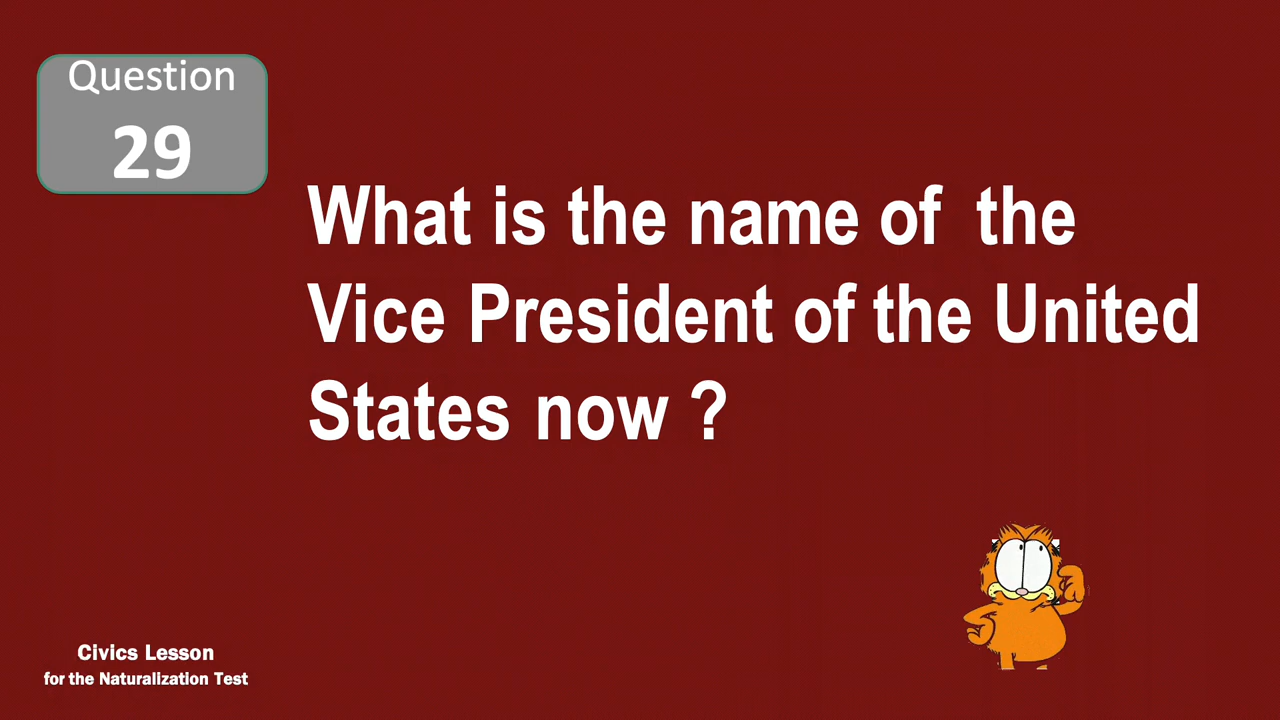 Question
29
What is the name of the
Vice President of the United
States now ?
Civics Lesson
for the Naturalization Test